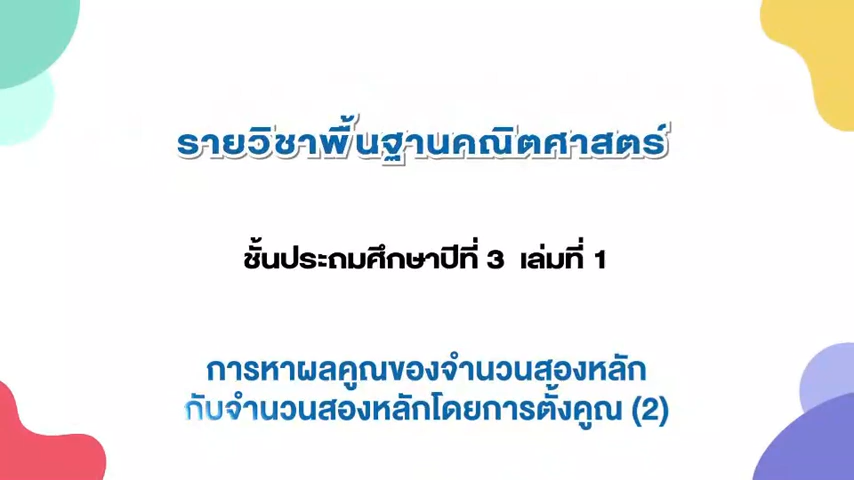 รายวิชาพื้นฐานคณิตศาสตร์
ชั้นประถมศึกษาปีที่ 3 เล่มที่ 1
การหาผลคูณของจำนวนสองหลัก
กับจำนวนสองหลักโดยการตั้งคูณ (2)